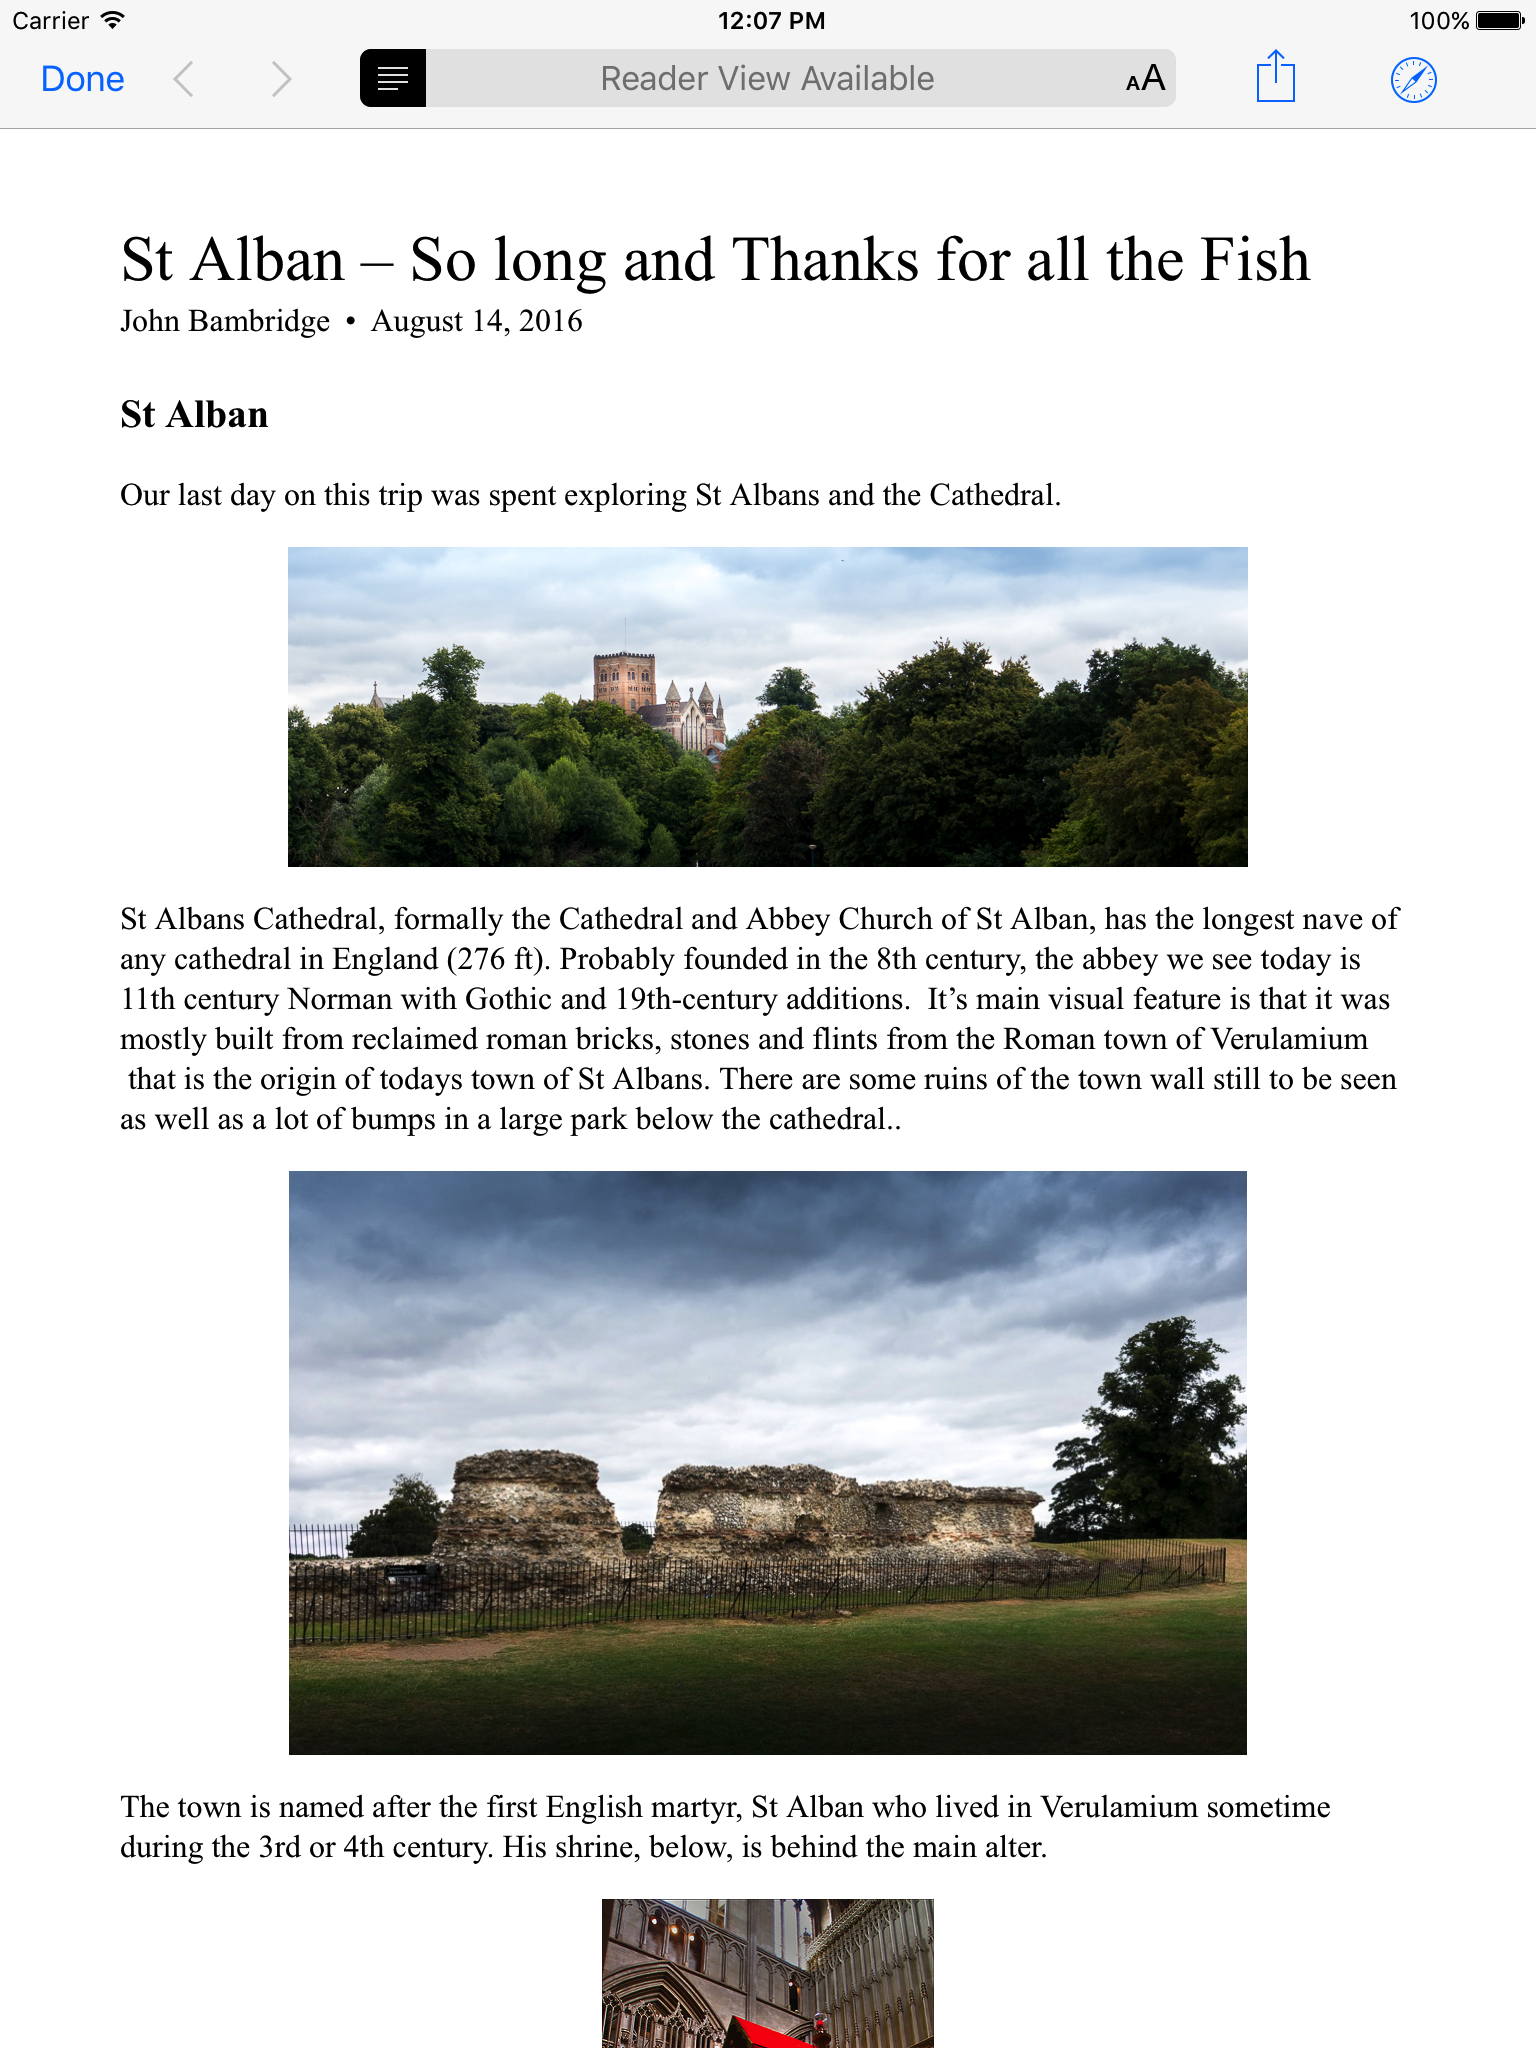 Carrier 12:07 PM 100%
Done Reader View Available AA
St Alban – So long and Thanks for all the Fish
John Bambridge • August 14, 2016
St Alban
Our last day on this trip was spent exploring St Albans and the Cathedral.
St Albans Cathedral, formally the Cathedral and Abbey Church of St Alban, has the longest nave of
any cathedral in England (276 ft). Probably founded in the 8th century, the abbey we see today is
11th century Norman with Gothic and 19th-century additions.  It’s main visual feature is that it was
mostly built from reclaimed roman bricks, stones and flints from the Roman town of Verulamium
 that is the origin of todays town of St Albans. There are some ruins of the town wall still to be seen
as well as a lot of bumps in a large park below the cathedral..
The town is named after the first English martyr, St Alban who lived in Verulamium sometime
during the 3rd or 4th century. His shrine, below, is behind the main alter.